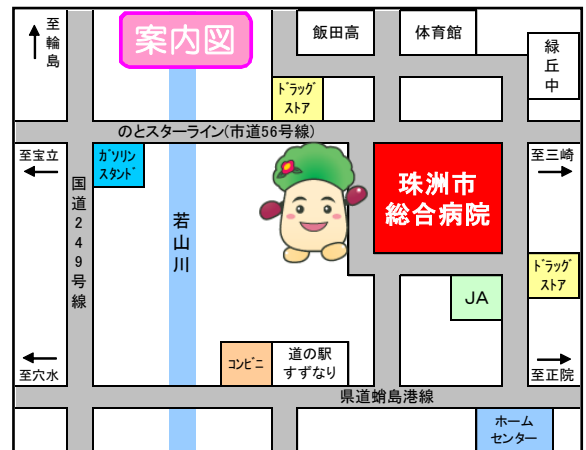 至輪島
案内図
飯田高
体育館
緑丘中
ﾄﾞﾗｯｸﾞ
ｽﾄｱ
のとスターライン(市道56号線)
至宝立
ｶﾞｿﾘﾝ
ｽﾀﾝﾄﾞ
至三崎
珠洲市
総合病院
国道249号線
若山川
ﾄﾞﾗｯｸﾞ
ｽﾄｱ
JA
至穴水
ｺﾝﾋﾞﾆ
道の駅
すずなり
至正院
県道蛸島港線
ホーム
センター